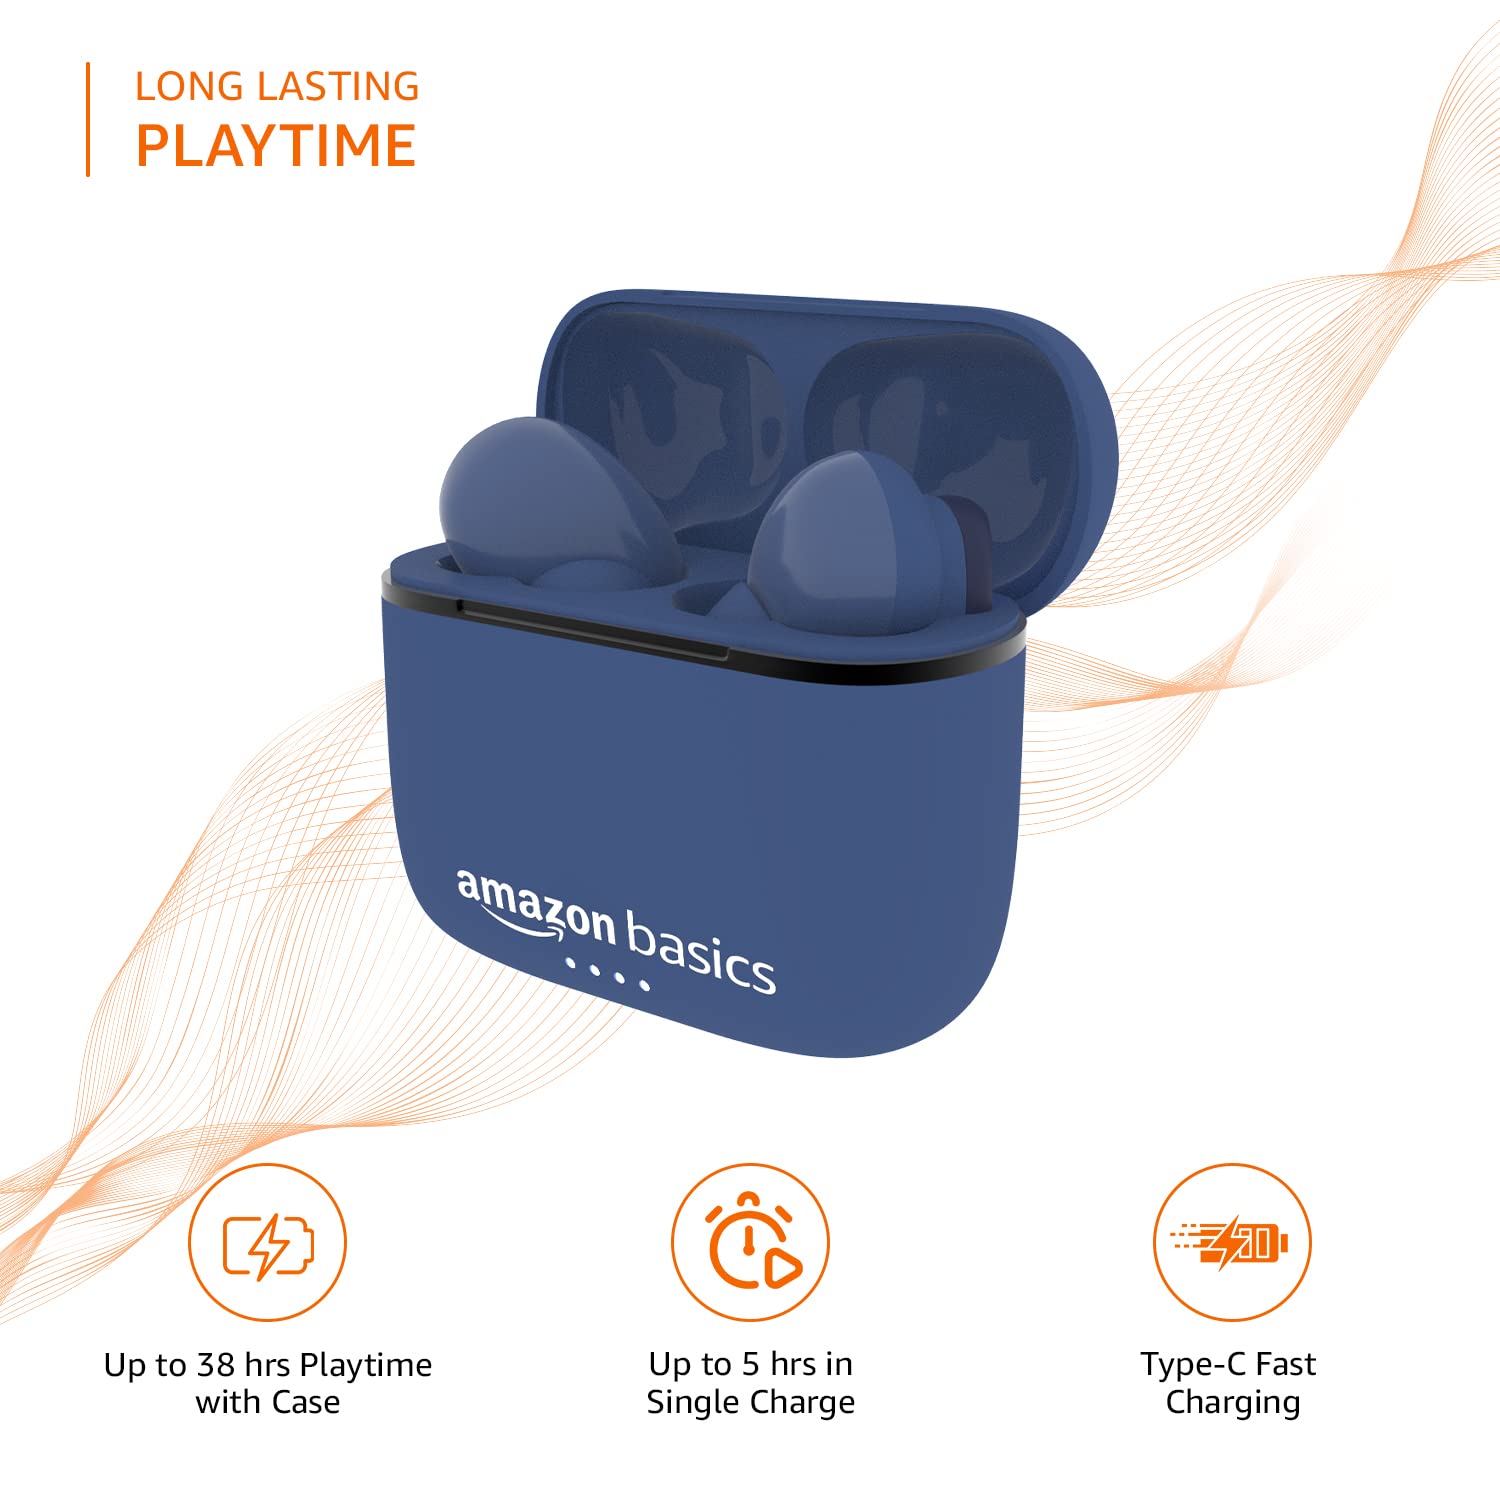 LONG LASTING
PLAYTIME
amazon basics
Up to 38 hrs Playtime
with Case
Up to 5 hrs in
Single Charge
Type-C Fast
Charging